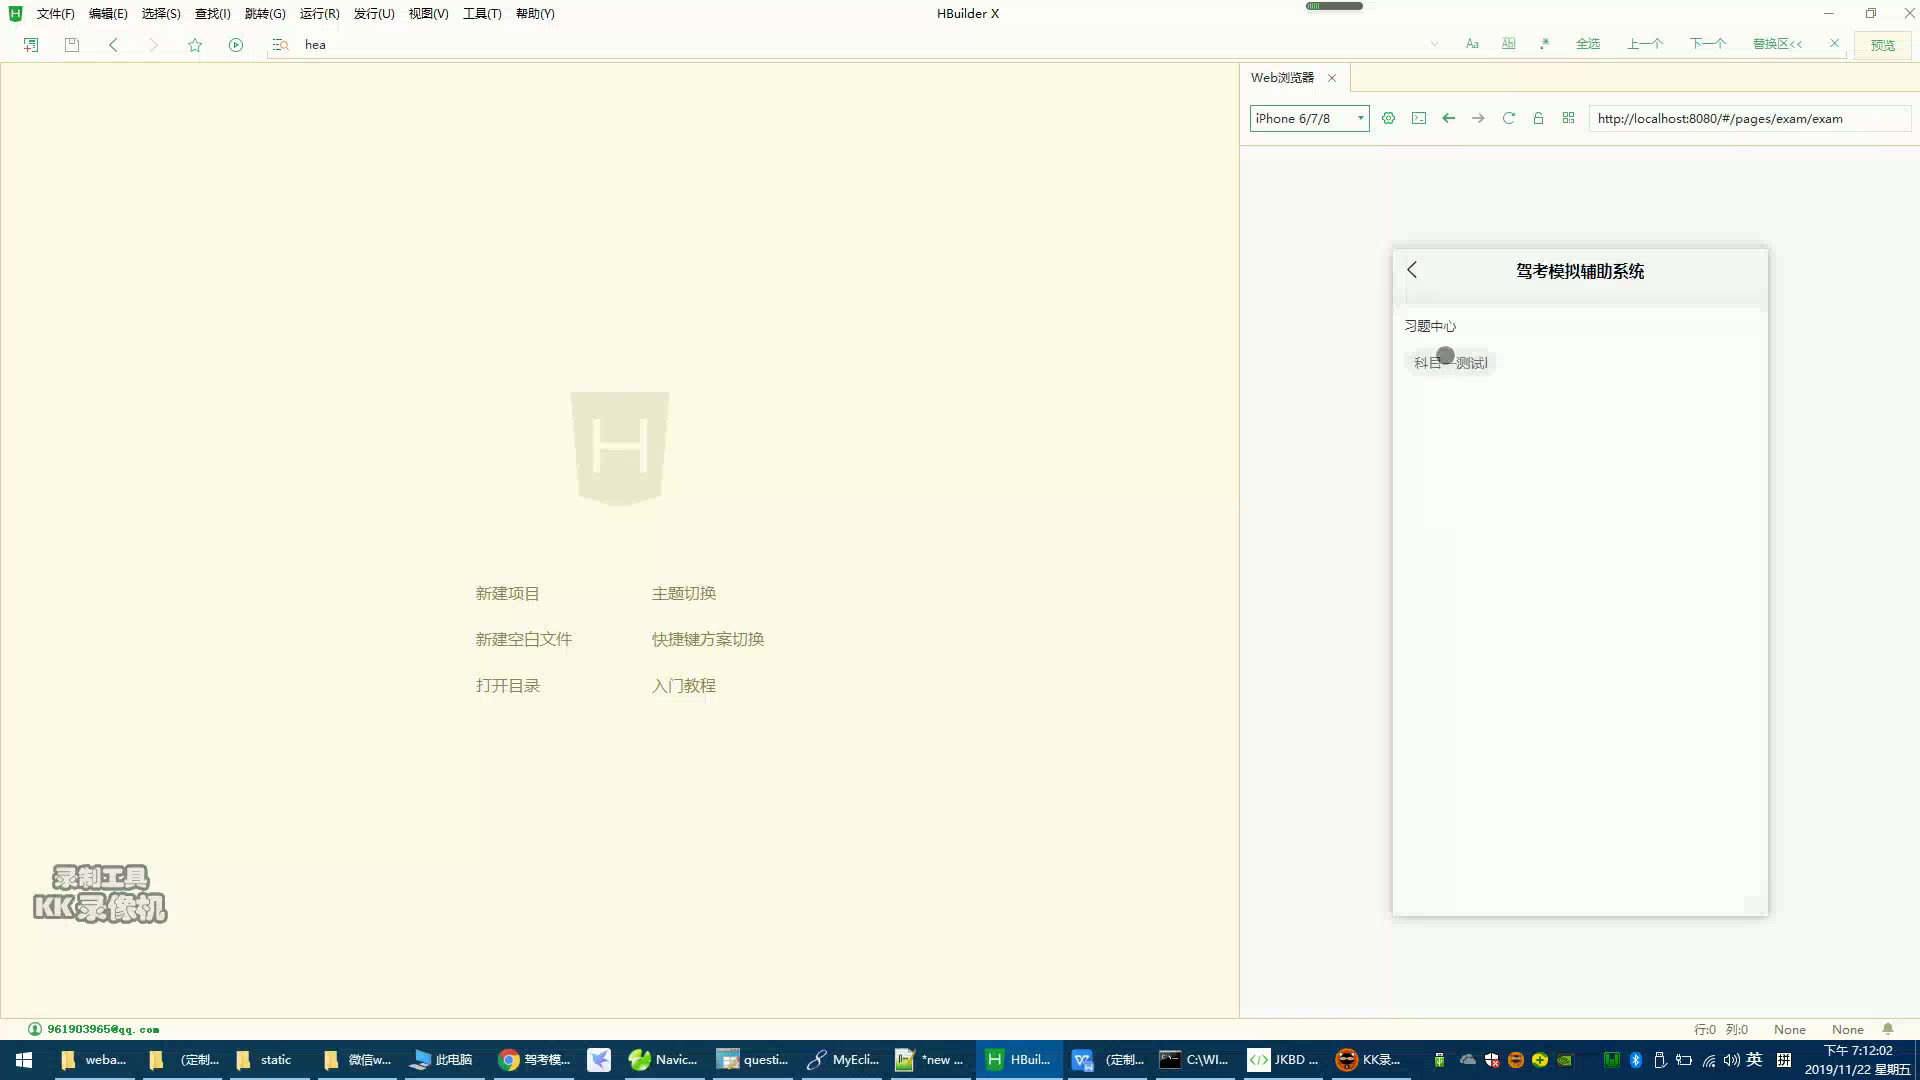 文件(F) 编辑(E) 选择(S) 查找(I) 跳转(G) 运行(R) 发行(U) 视图(V) 工具(T) 帮助(Y)
HBuilder X
hea
Aa
全选 上一个 下一个 替换区<<
预览
Web浏览器
iPhone 6/7/8
http://localhost:8080/#/pages/exam/exam
驾考模拟辅助系统
习题中心
科目一测试I
新建项目 主题切换
新建空白文件 快捷键方案切换
打开目录 入门教程
录制工具
KK录像机
961903965@qq.com
行:0 列:0 None None
weba... (定制... static 微信w... 此电脑 驾考模... Navic... questi... MyEcli... *new ... HBuil... (定制... C:\WI... JKBD ... KK录...
英
拼
下午 7:12:02
2019/11/22 星期五